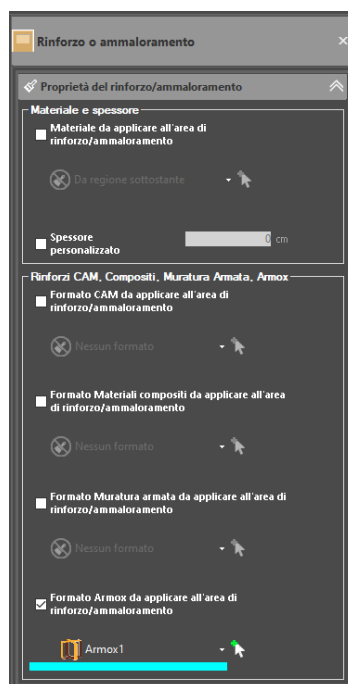 Rinforzo o ammaloramento
Proprietà del rinforzo/ammaloramento
Materiale e spessore
Materiale da applicare all'area di
rinforzo/ammaloramento
Da regione sottostante
Spessore
personalizzato
0 cm
Rinforzi CAM, Compositi, Muratura Armata, Armox
Formato CAM da applicare all'area di
rinforzo/ammaloramento
Nessun formato
Formato Materiali compositi da applicare all'area
di rinforzo/ammaloramento
Nessun formato
Formato Muratura armata da applicare all'area di
rinforzo/ammaloramento
Nessun formato
Formato Armox da applicare all'area di
rinforzo/ammaloramento
Armox1